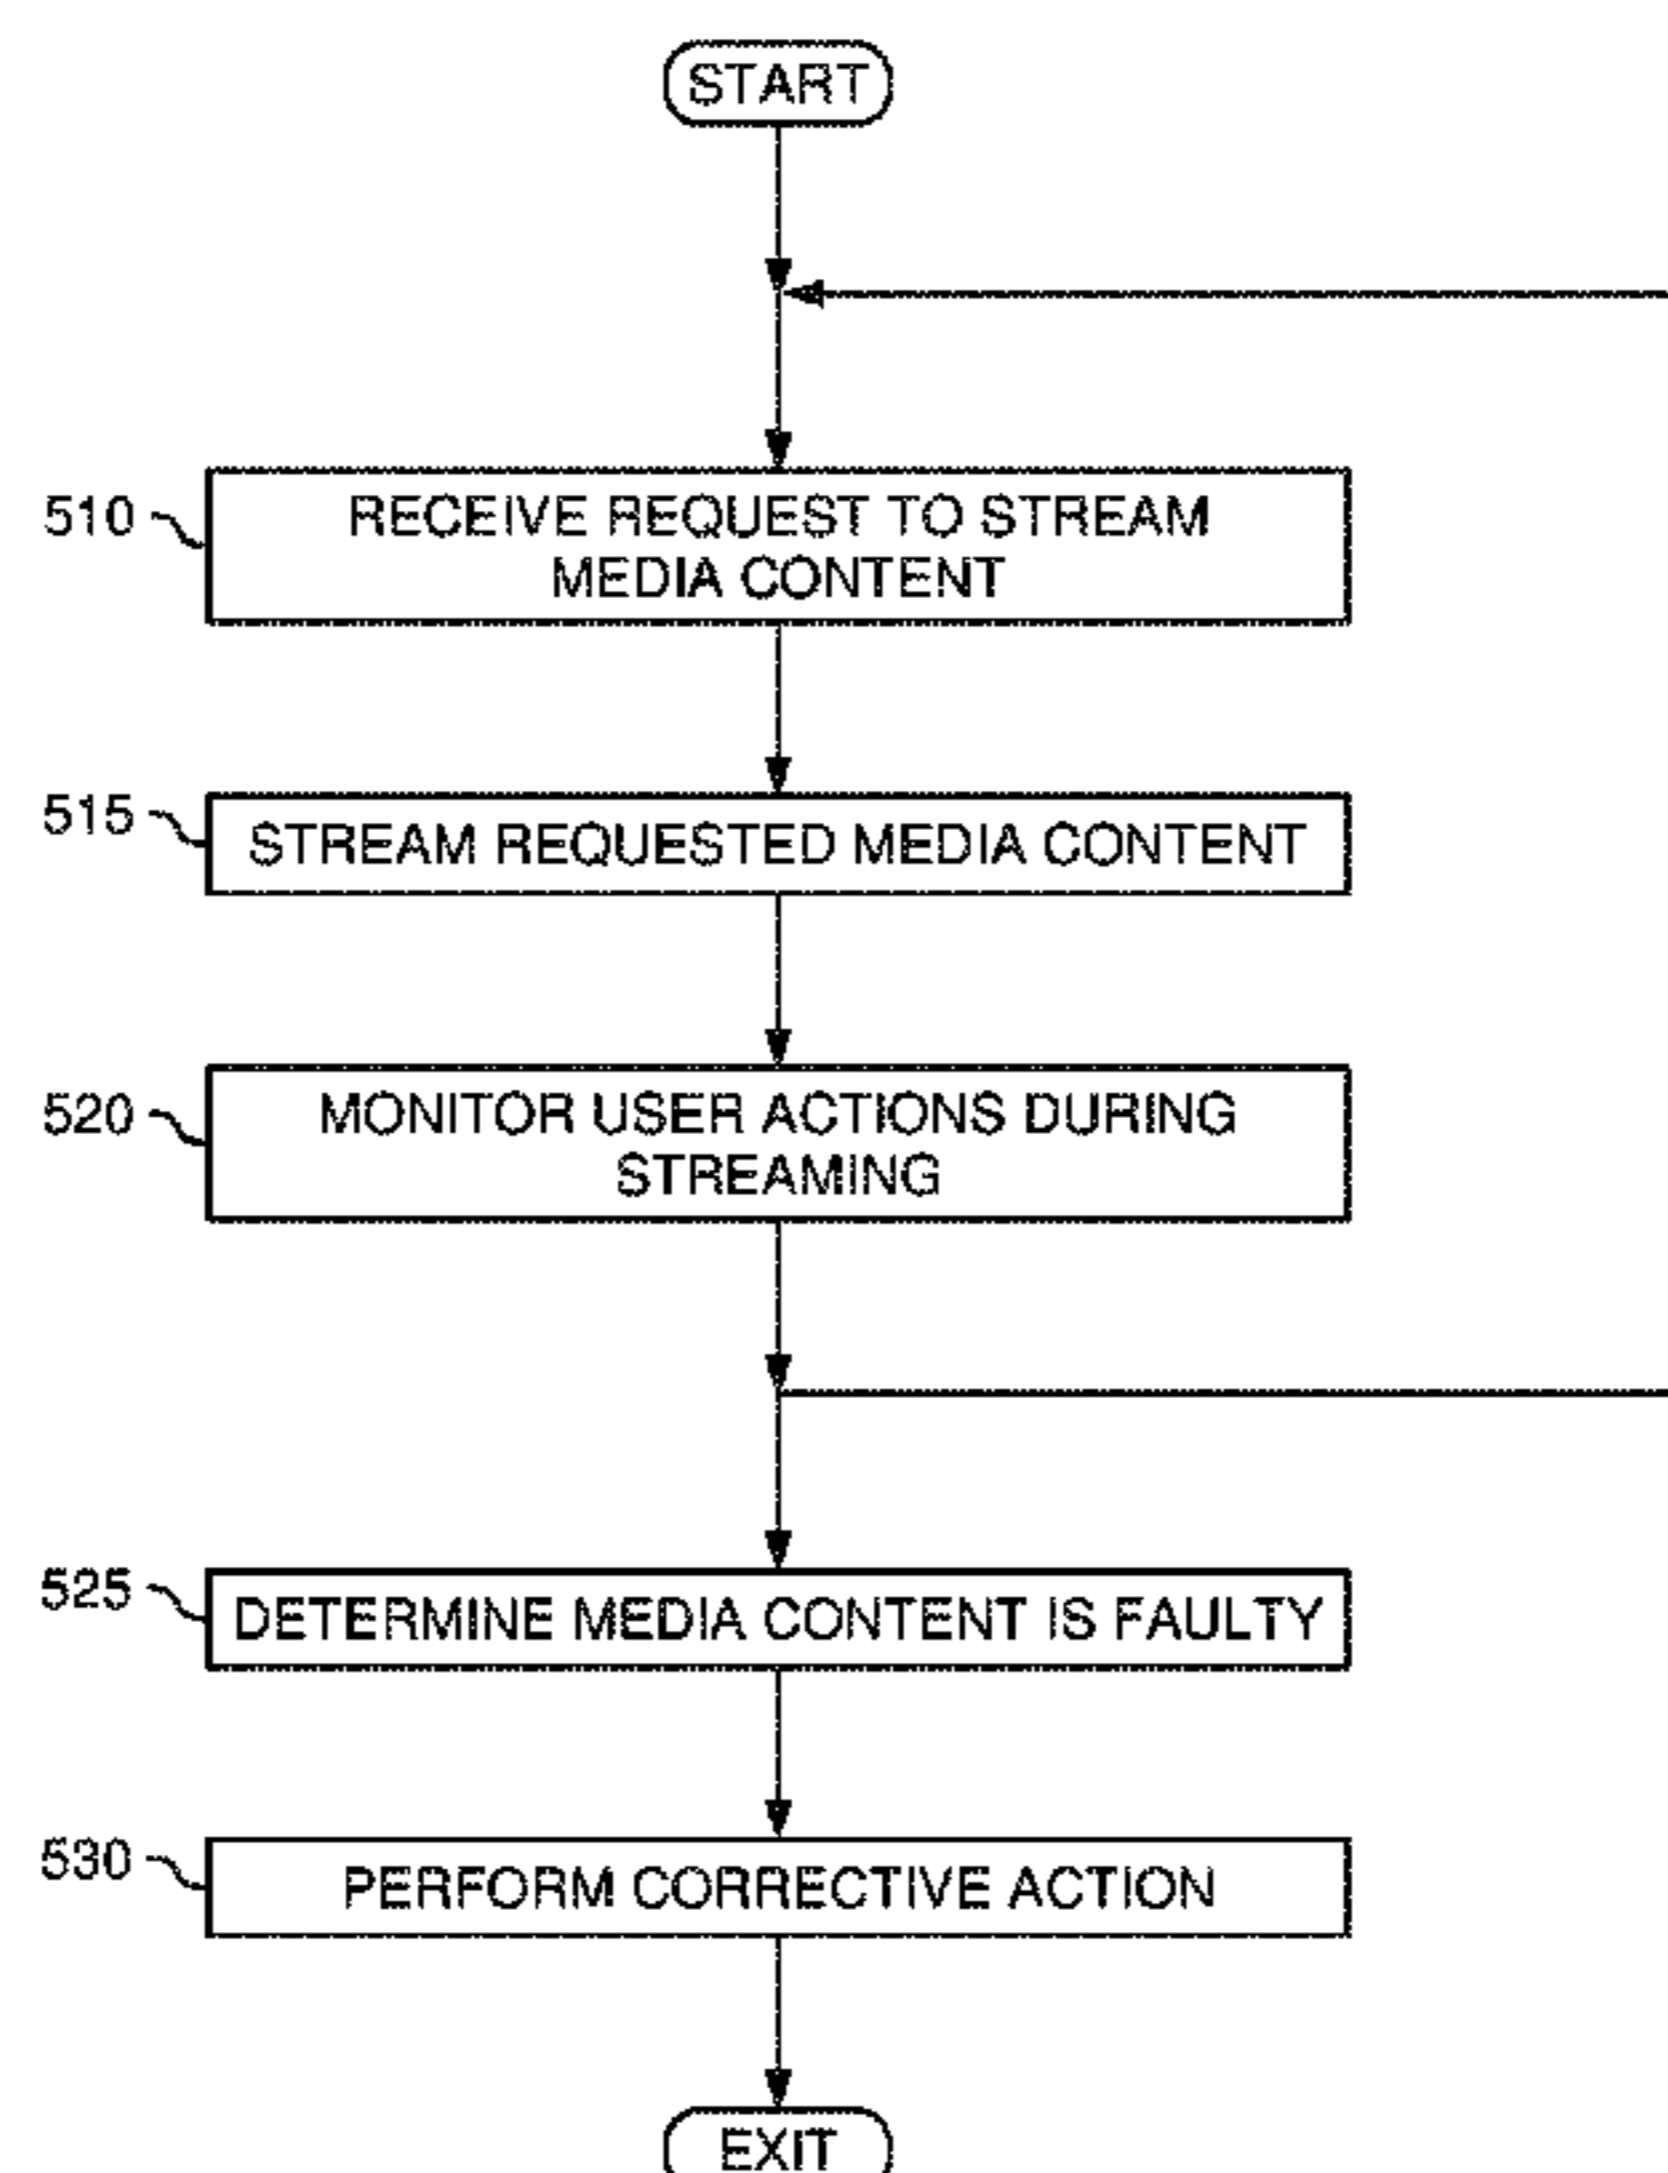 START
510
RECEIVE REQUEST TO STREAM
MEDIA CONTENT
515
STREAM REQUESTED MEDIA CONTENT
520
MONITOR USER ACTIONS DURING
STREAMING
525
DETERMINE MEDIA CONTENT IS FAULTY
530
PERFORM CORRECTIVE ACTION
EXIT